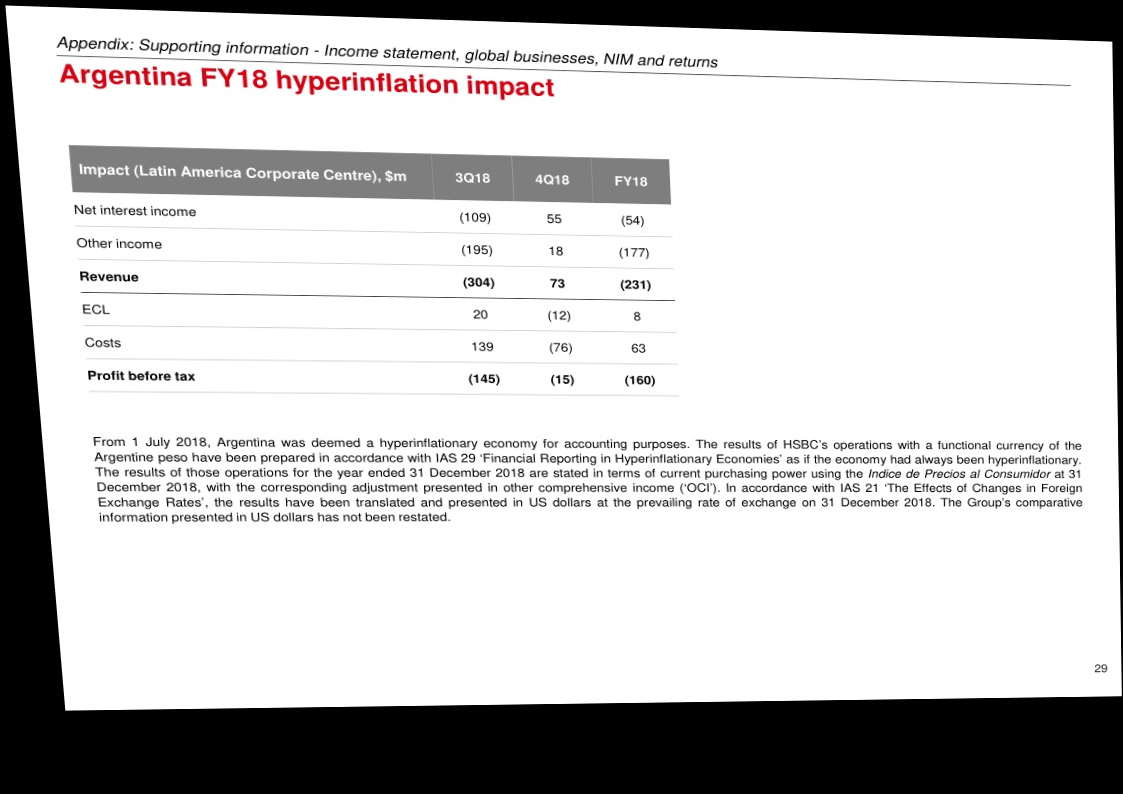 Appendix: Supporting information - Income statement, global businesses, NIM and returns
Argentina FY18 hyperinflation impact
Impact (Latin America Corporate Centre), $m 3Q18 4Q18 FY18
Net interest income (109) 55 (54)
Other income (195) 18 (177)
Revenue (304) 73 (231)
ECL 20 (12) 8
Costs 139 (76) 63
Profit before tax (145) (15) (160)
From 1 July 2018, Argentina was deemed a hyperinflationary economy for accounting purposes. The results of HSBC's operations with a functional currency of the
Argentine peso have been prepared in accordance with IAS 29 ‘Financial Reporting in Hyperinflationary Economies’ as if the economy had always been hyperinflationary.
The results of those operations for the year ended 31 December 2018 are stated in terms of current purchasing power using the Indice de Precios al Consumidor at 31
December 2018, with the corresponding adjustment presented in other comprehensive income (‘OCI’). In accordance with IAS 21 ‘The Effects of Changes in Foreign
Exchange Rates’, the results have been translated and presented in US dollars at the prevailing rate of exchange on 31 December 2018. The Group's comparative
information presented in US dollars has not been restated.
29